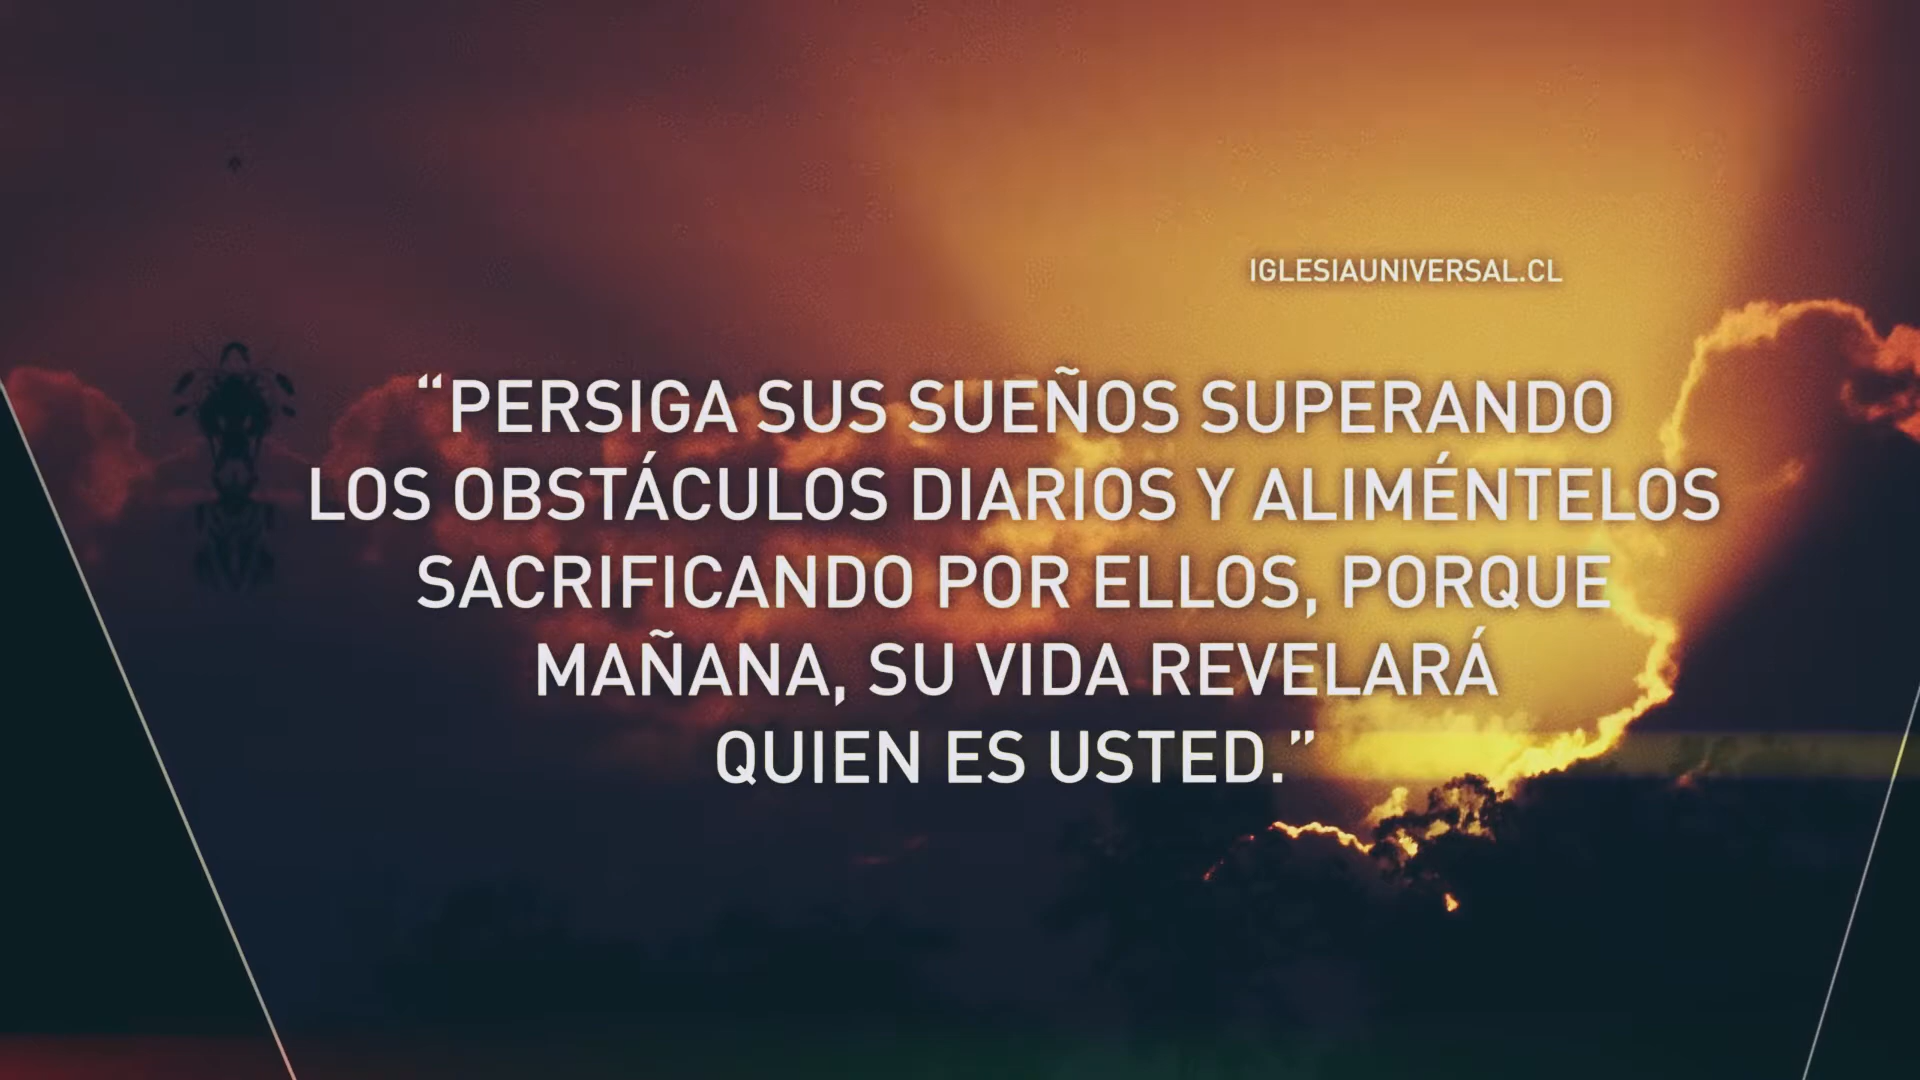 IGLESIAUNIVERSAL.CL
“PERSIGA SUS SUEÑOS SUPERANDO
LOS OBSTÁCULOS DIARIOS Y ALIMÉNTELOS
SACRIFICANDO POR ELLOS, PORQUE
MAÑANA, SU VIDA REVELARÁ
QUIEN ES USTED.”